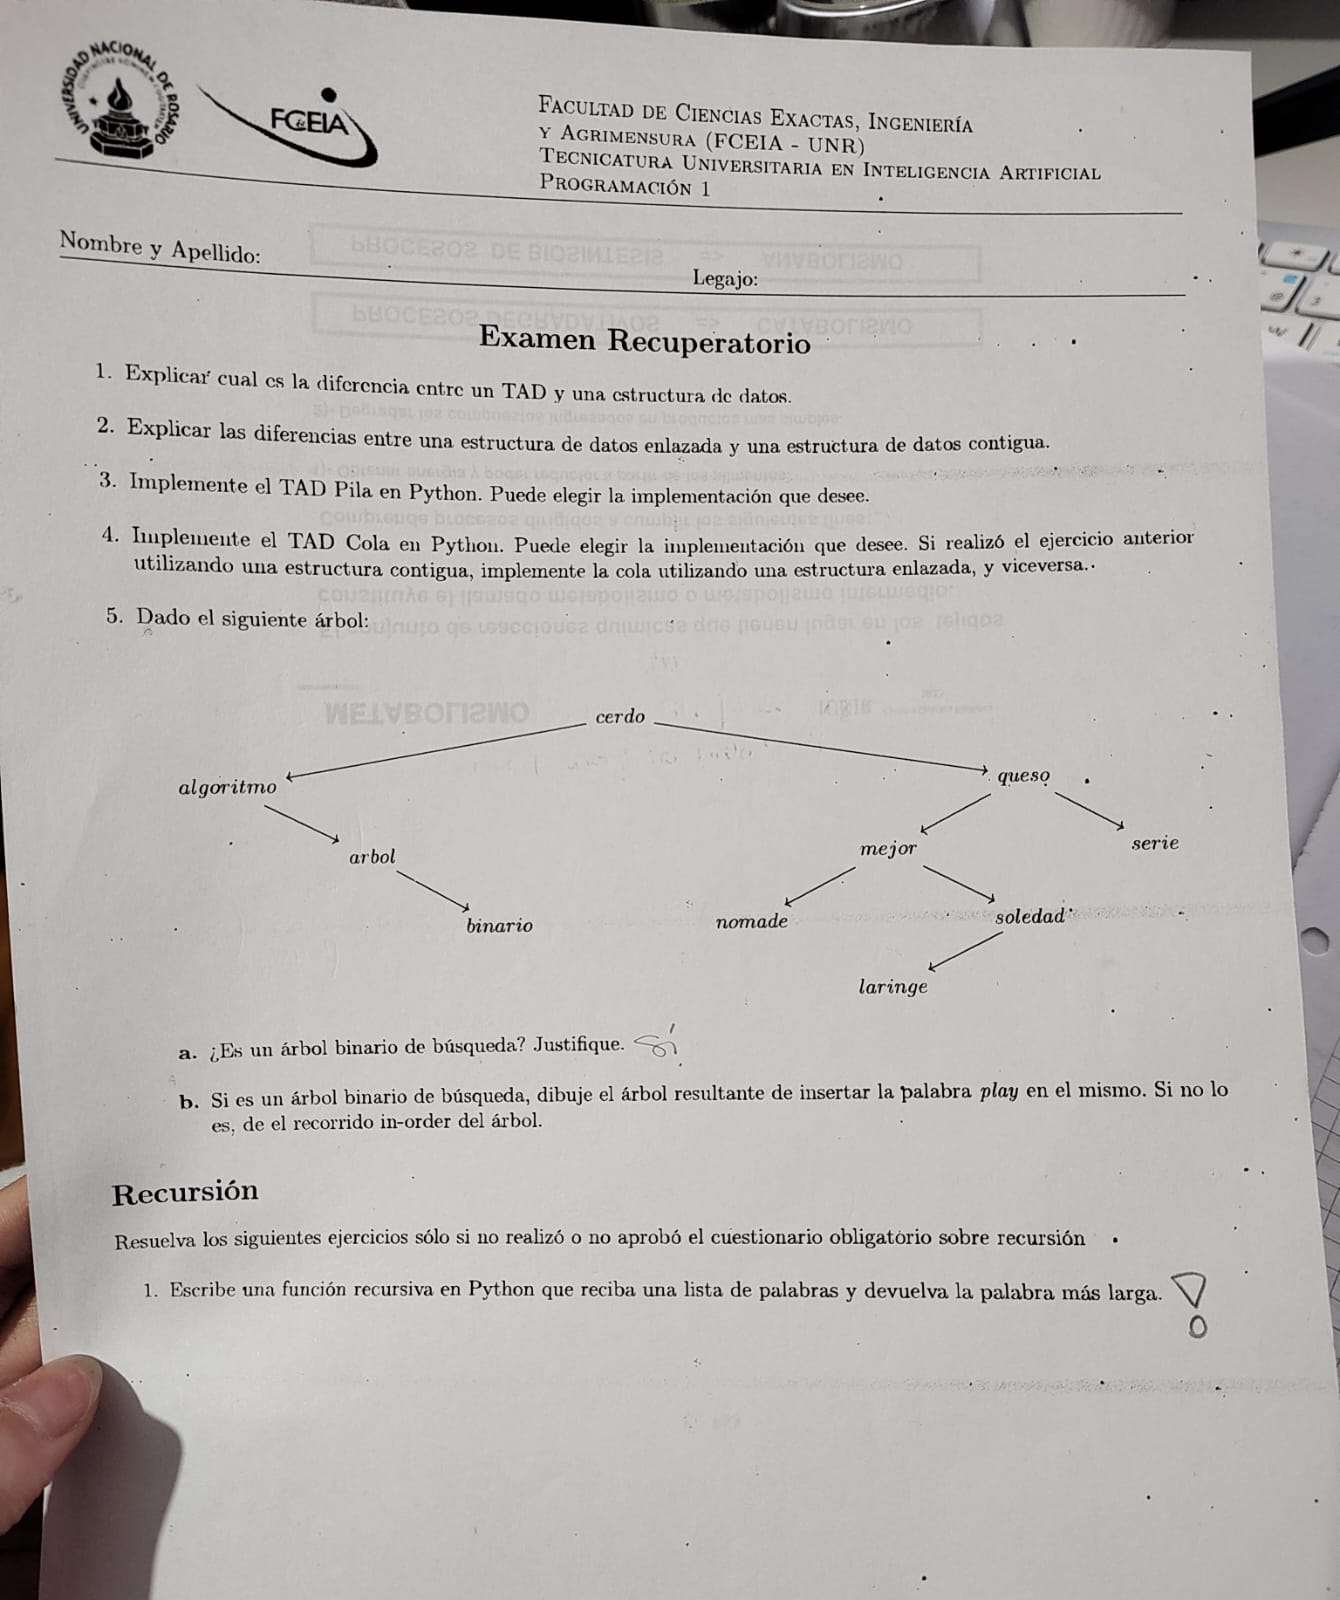 UNIVERSIDAD NACIONAL DE ROSARIO
FCEIA
Facultad de Ciencias Exactas, Ingeniería
y Agrimensura (FCEIA - UNR)
Tecnicatura Universitaria en Inteligencia Artificial
Programación 1
Nombre y Apellido:
Legajo:
PROCESOS DE BIOSINTESIS => ANABOLISMO
PROCESOS DEGRADATIVOS => CATABOLISMO
Examen Recuperatorio
1. Explicar cual es la diferencia entre un TAD y una estructura de datos.
2. Explicar las diferencias entre una estructura de datos enlazada y una estructura de datos contigua.
3. Implemente el TAD Pila en Python. Puede elegir la implementación que desee.
4. Implemente el TAD Cola en Python. Puede elegir la implementación que desee. Si realizó el ejercicio anterior
utilizando una estructura contigua, implemente la cola utilizando una estructura enlazada, y viceversa.
5. Dado el siguiente árbol:
METABOLISMO
cerdo
algoritmo
queso
arbol
mejor
serie
binario
nomade
soledad
laringe
a. ¿Es un árbol binario de búsqueda? Justifique. Sí
b. Si es un árbol binario de búsqueda, dibuje el árbol resultante de insertar la palabra play en el mismo. Si no lo
es, de el recorrido in-order del árbol.
Recursión
Resuelva los siguientes ejercicios sólo si no realizó o no aprobó el cuestionario obligatorio sobre recursión
1. Escribe una función recursiva en Python que reciba una lista de palabras y devuelva la palabra más larga. !